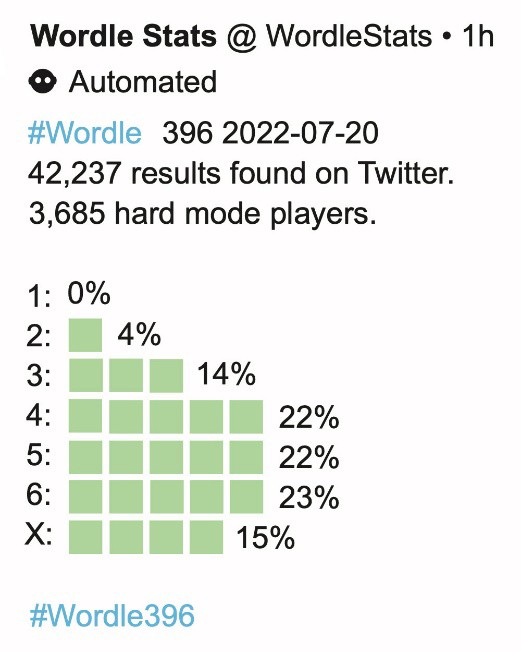 Wordle Stats @ WordleStats • 1h
Automated
#Wordle 396 2022-07-20
42,237 results found on Twitter.
3,685 hard mode players.
1: 0%
2: 4%
3: 14%
4: 22%
5: 22%
6: 23%
X: 15%
#Wordle396